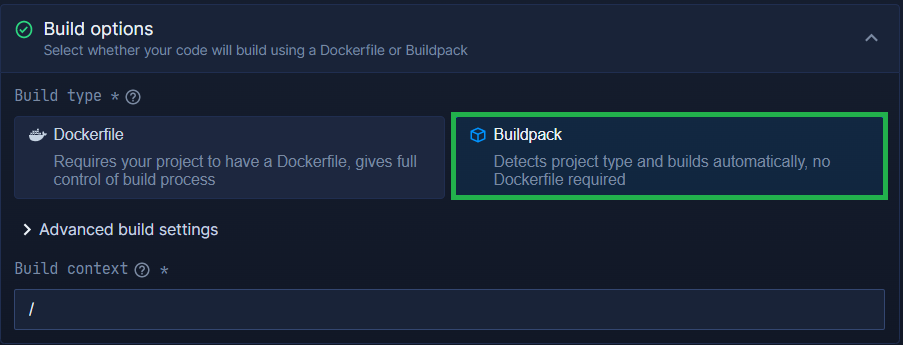 Build options
Select whether your code will build using a Dockerfile or Buildpack
Build type *
Dockerfile
Requires your project to have a Dockerfile, gives full
control of build process
Buildpack
Detects project type and builds automatically, no
Dockerfile required
Advanced build settings
Build context *
/